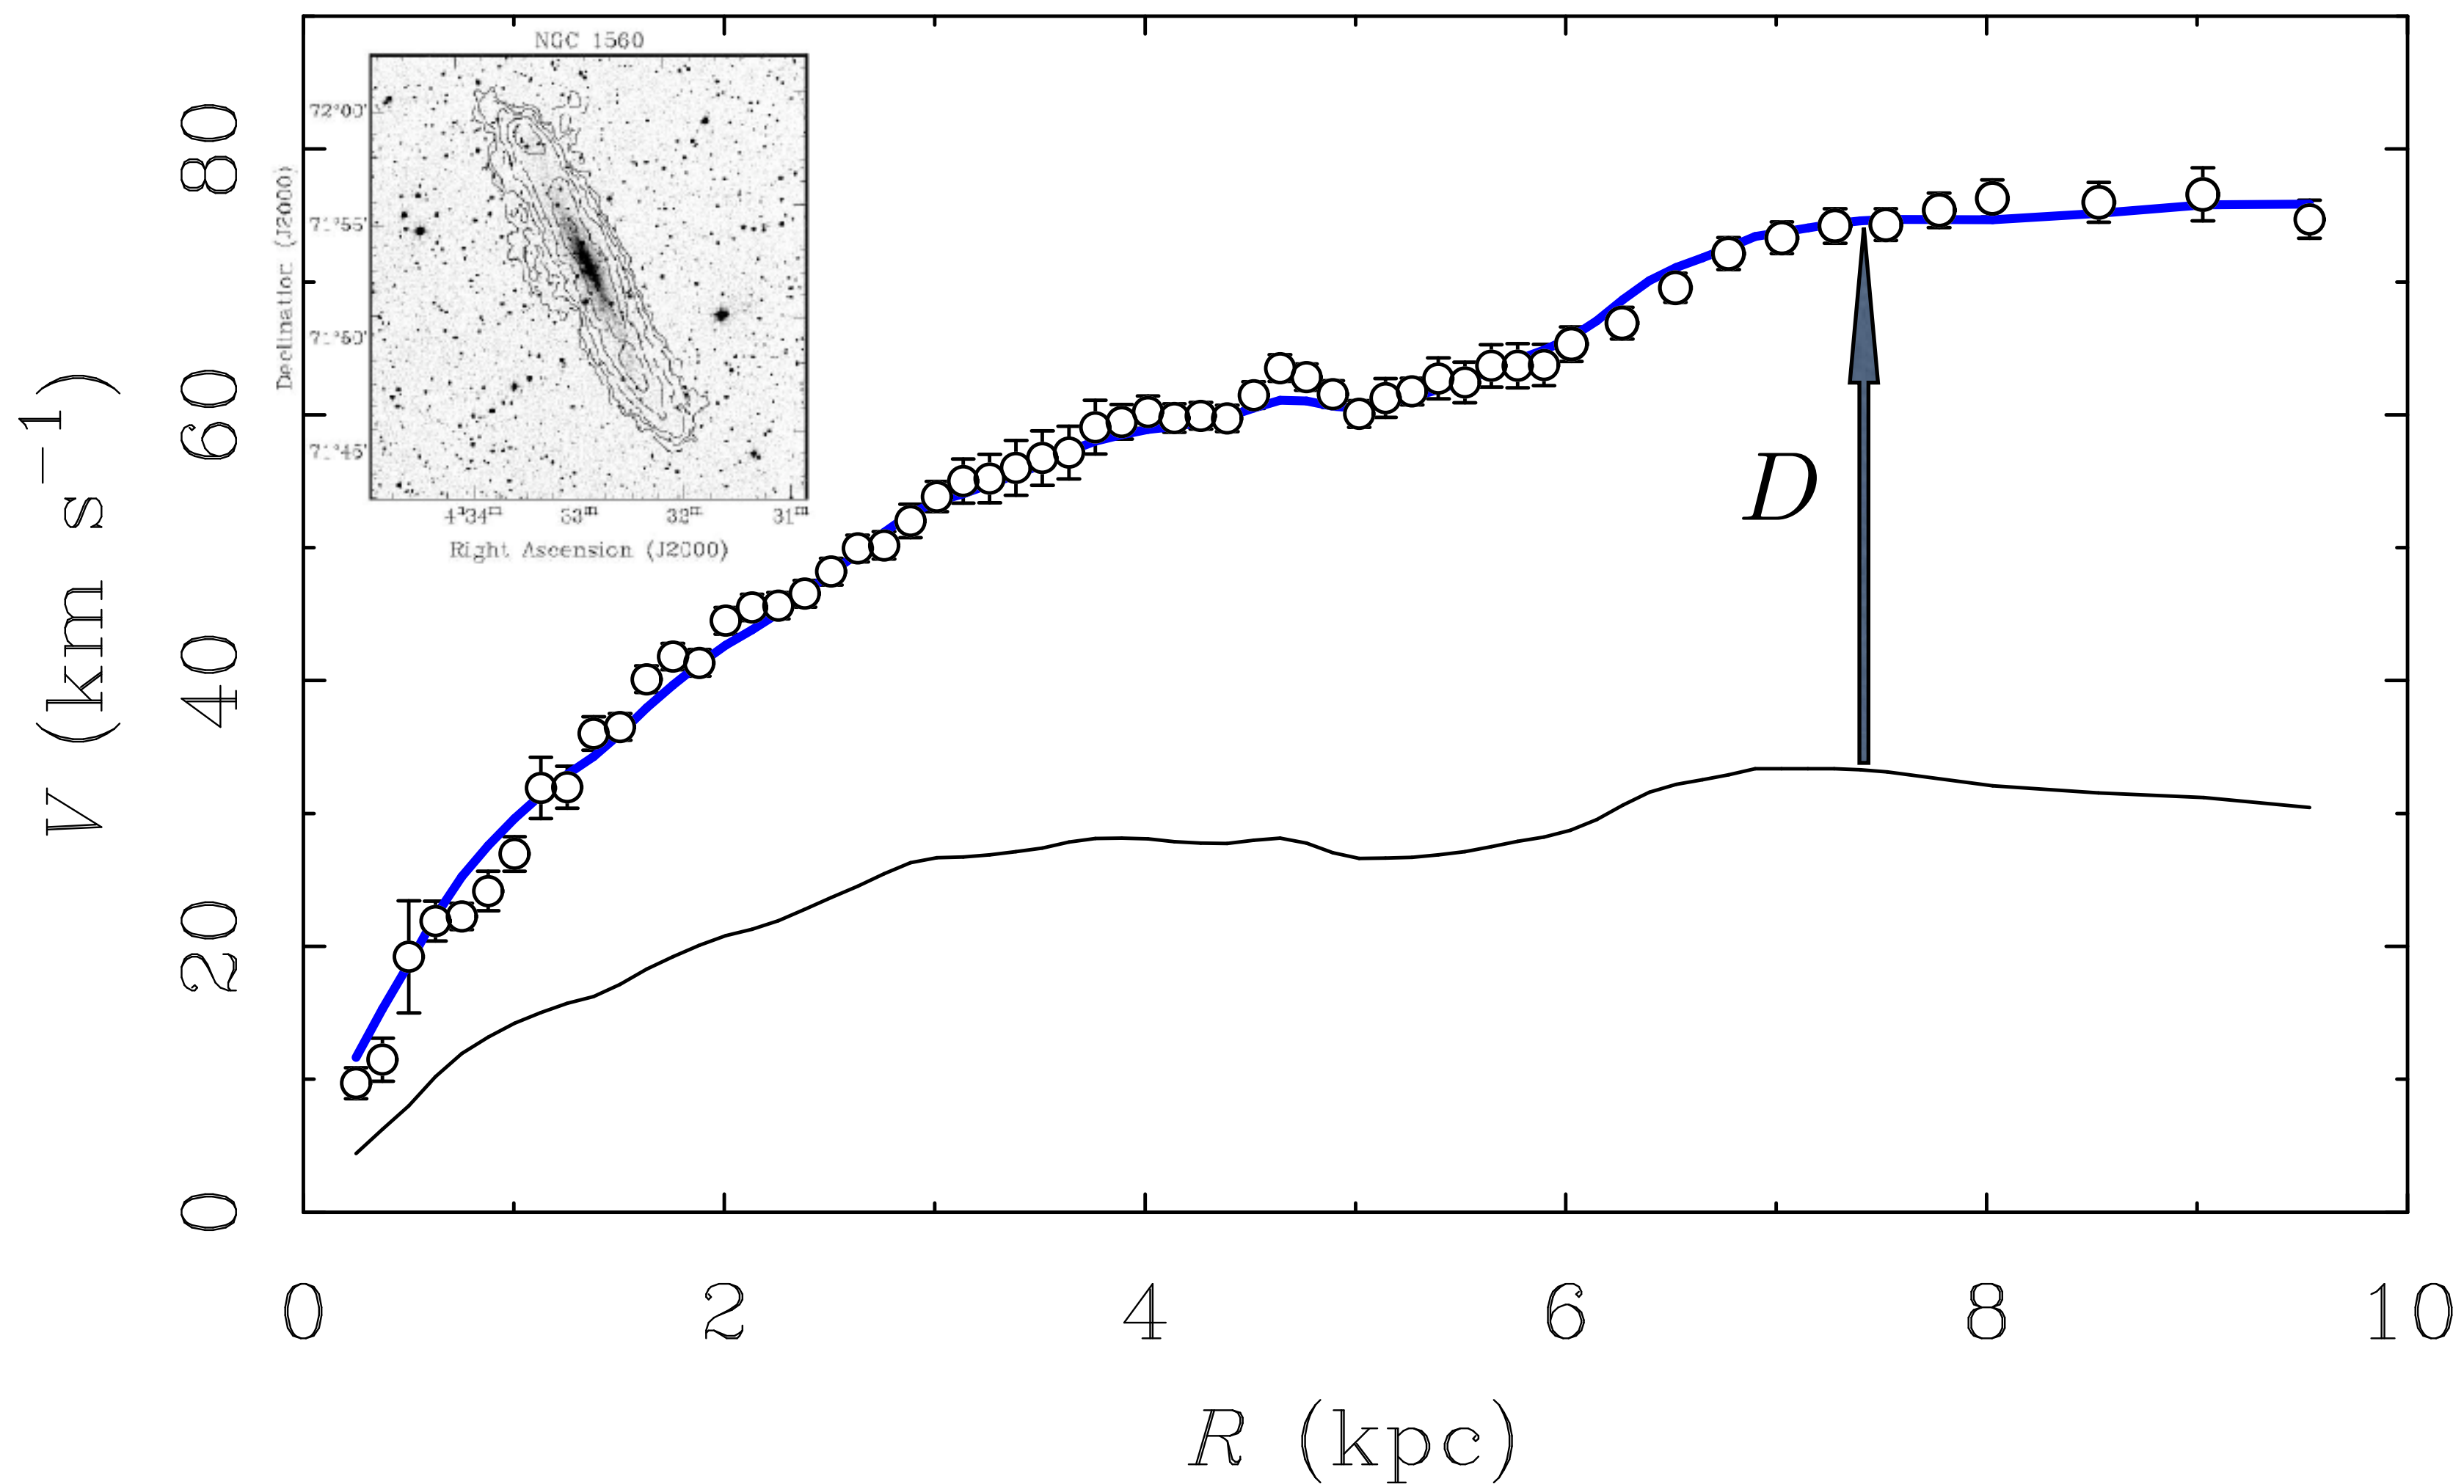 NGC 1560
72°00'
71°55'
71°50'
71°45'
Declination (J2000)
33ᵐ 32ᵐ 31ᵐ
Right Ascension (J2000)
V (km s⁻¹)
80
60
40
20
0
D
0 2 4 6 8 10
R (kpc)